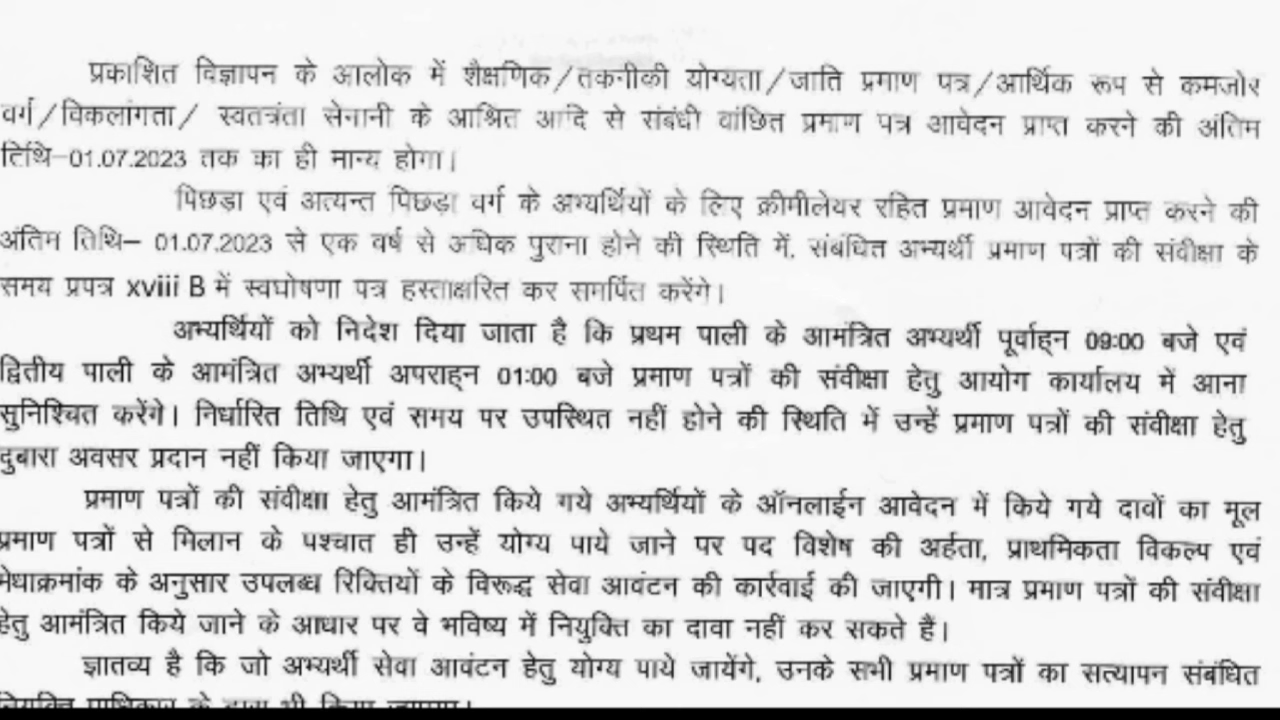 प्रकाशित विज्ञापन के आलोक में शैक्षणिक/तकनीकी योग्यता/जाति प्रमाण पत्र/आर्थिक रूप से कमजोर
वर्ग/विकलांगता/ स्वतत्रंता सेनानी के आश्रित आदि से संबंधी वांछित प्रमाण पत्र आवेदन प्राप्त करने की अंतिम
तिथि–01.07.2023 तक का ही मान्य होगा।
पिछड़ा एवं अत्यन्त पिछड़ा वर्ग के अभ्यर्थियों के लिए क्रीमीलेयर रहित प्रमाण आवेदन प्राप्त करने की
अंतिम तिथि– 01.07.2023 से एक वर्ष से अधिक पुराना होने की स्थिति में, संबंधित अभ्यर्थी प्रमाण पत्रों की संवीक्षा के
समय प्रपत्र xviii B में स्वघोषणा पत्र हस्ताक्षरित कर समर्पित करेंगे।
अभ्यर्थियों को निदेश दिया जाता है कि प्रथम पाली के आमंत्रित अभ्यर्थी पूर्वाह्न 09:00 बजे एवं
द्वितीय पाली के आमंत्रित अभ्यर्थी अपराह्न 01:00 बजे प्रमाण पत्रों की संवीक्षा हेतु आयोग कार्यालय में आना
सुनिश्चित करेंगे। निर्धारित तिथि एवं समय पर उपस्थित नहीं होने की स्थिति में उन्हें प्रमाण पत्रों की संवीक्षा हेतु
दुबारा अवसर प्रदान नहीं किया जाएगा।
प्रमाण पत्रों की संवीक्षा हेतु आमंत्रित किये गये अभ्यर्थियों के ऑनलाईन आवेदन में किये गये दावों का मूल
प्रमाण पत्रों से मिलान के पश्चात ही उन्हें योग्य पाये जाने पर पद विशेष की अर्हता, प्राथमिकता विकल्प एवं
मेधाक्रमांक के अनुसार उपलब्ध रिक्तियों के विरूद्ध सेवा आवंटन की कार्रवाई की जाएगी। मात्र प्रमाण पत्रों की संवीक्षा
हेतु आमंत्रित किये जाने के आधार पर वे भविष्य में नियुक्ति का दावा नहीं कर सकते हैं।
ज्ञातव्य है कि जो अभ्यर्थी सेवा आवंटन हेतु योग्य पाये जायेंगे, उनके सभी प्रमाण पत्रों का सत्यापन संबंधित